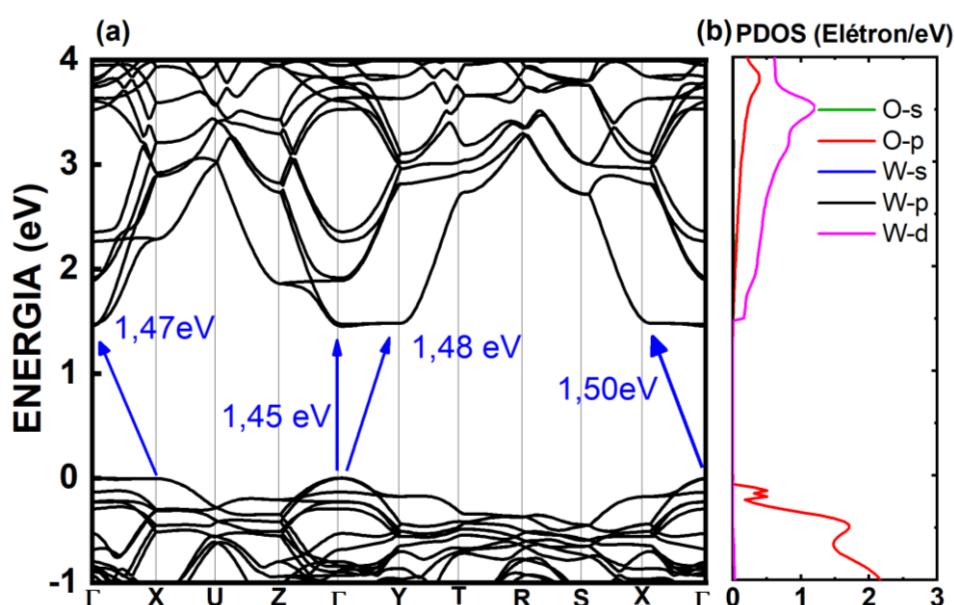 (a)
(b) PDOS (Elétron/eV)
ENERGIA (eV)
4
3
2
1
0
-1
1,47eV
1,45 eV
1,48 eV
1,50eV
Γ X U Z Γ Y T R S X Γ
O-s
O-p
W-s
W-p
W-d
0 1 2 3